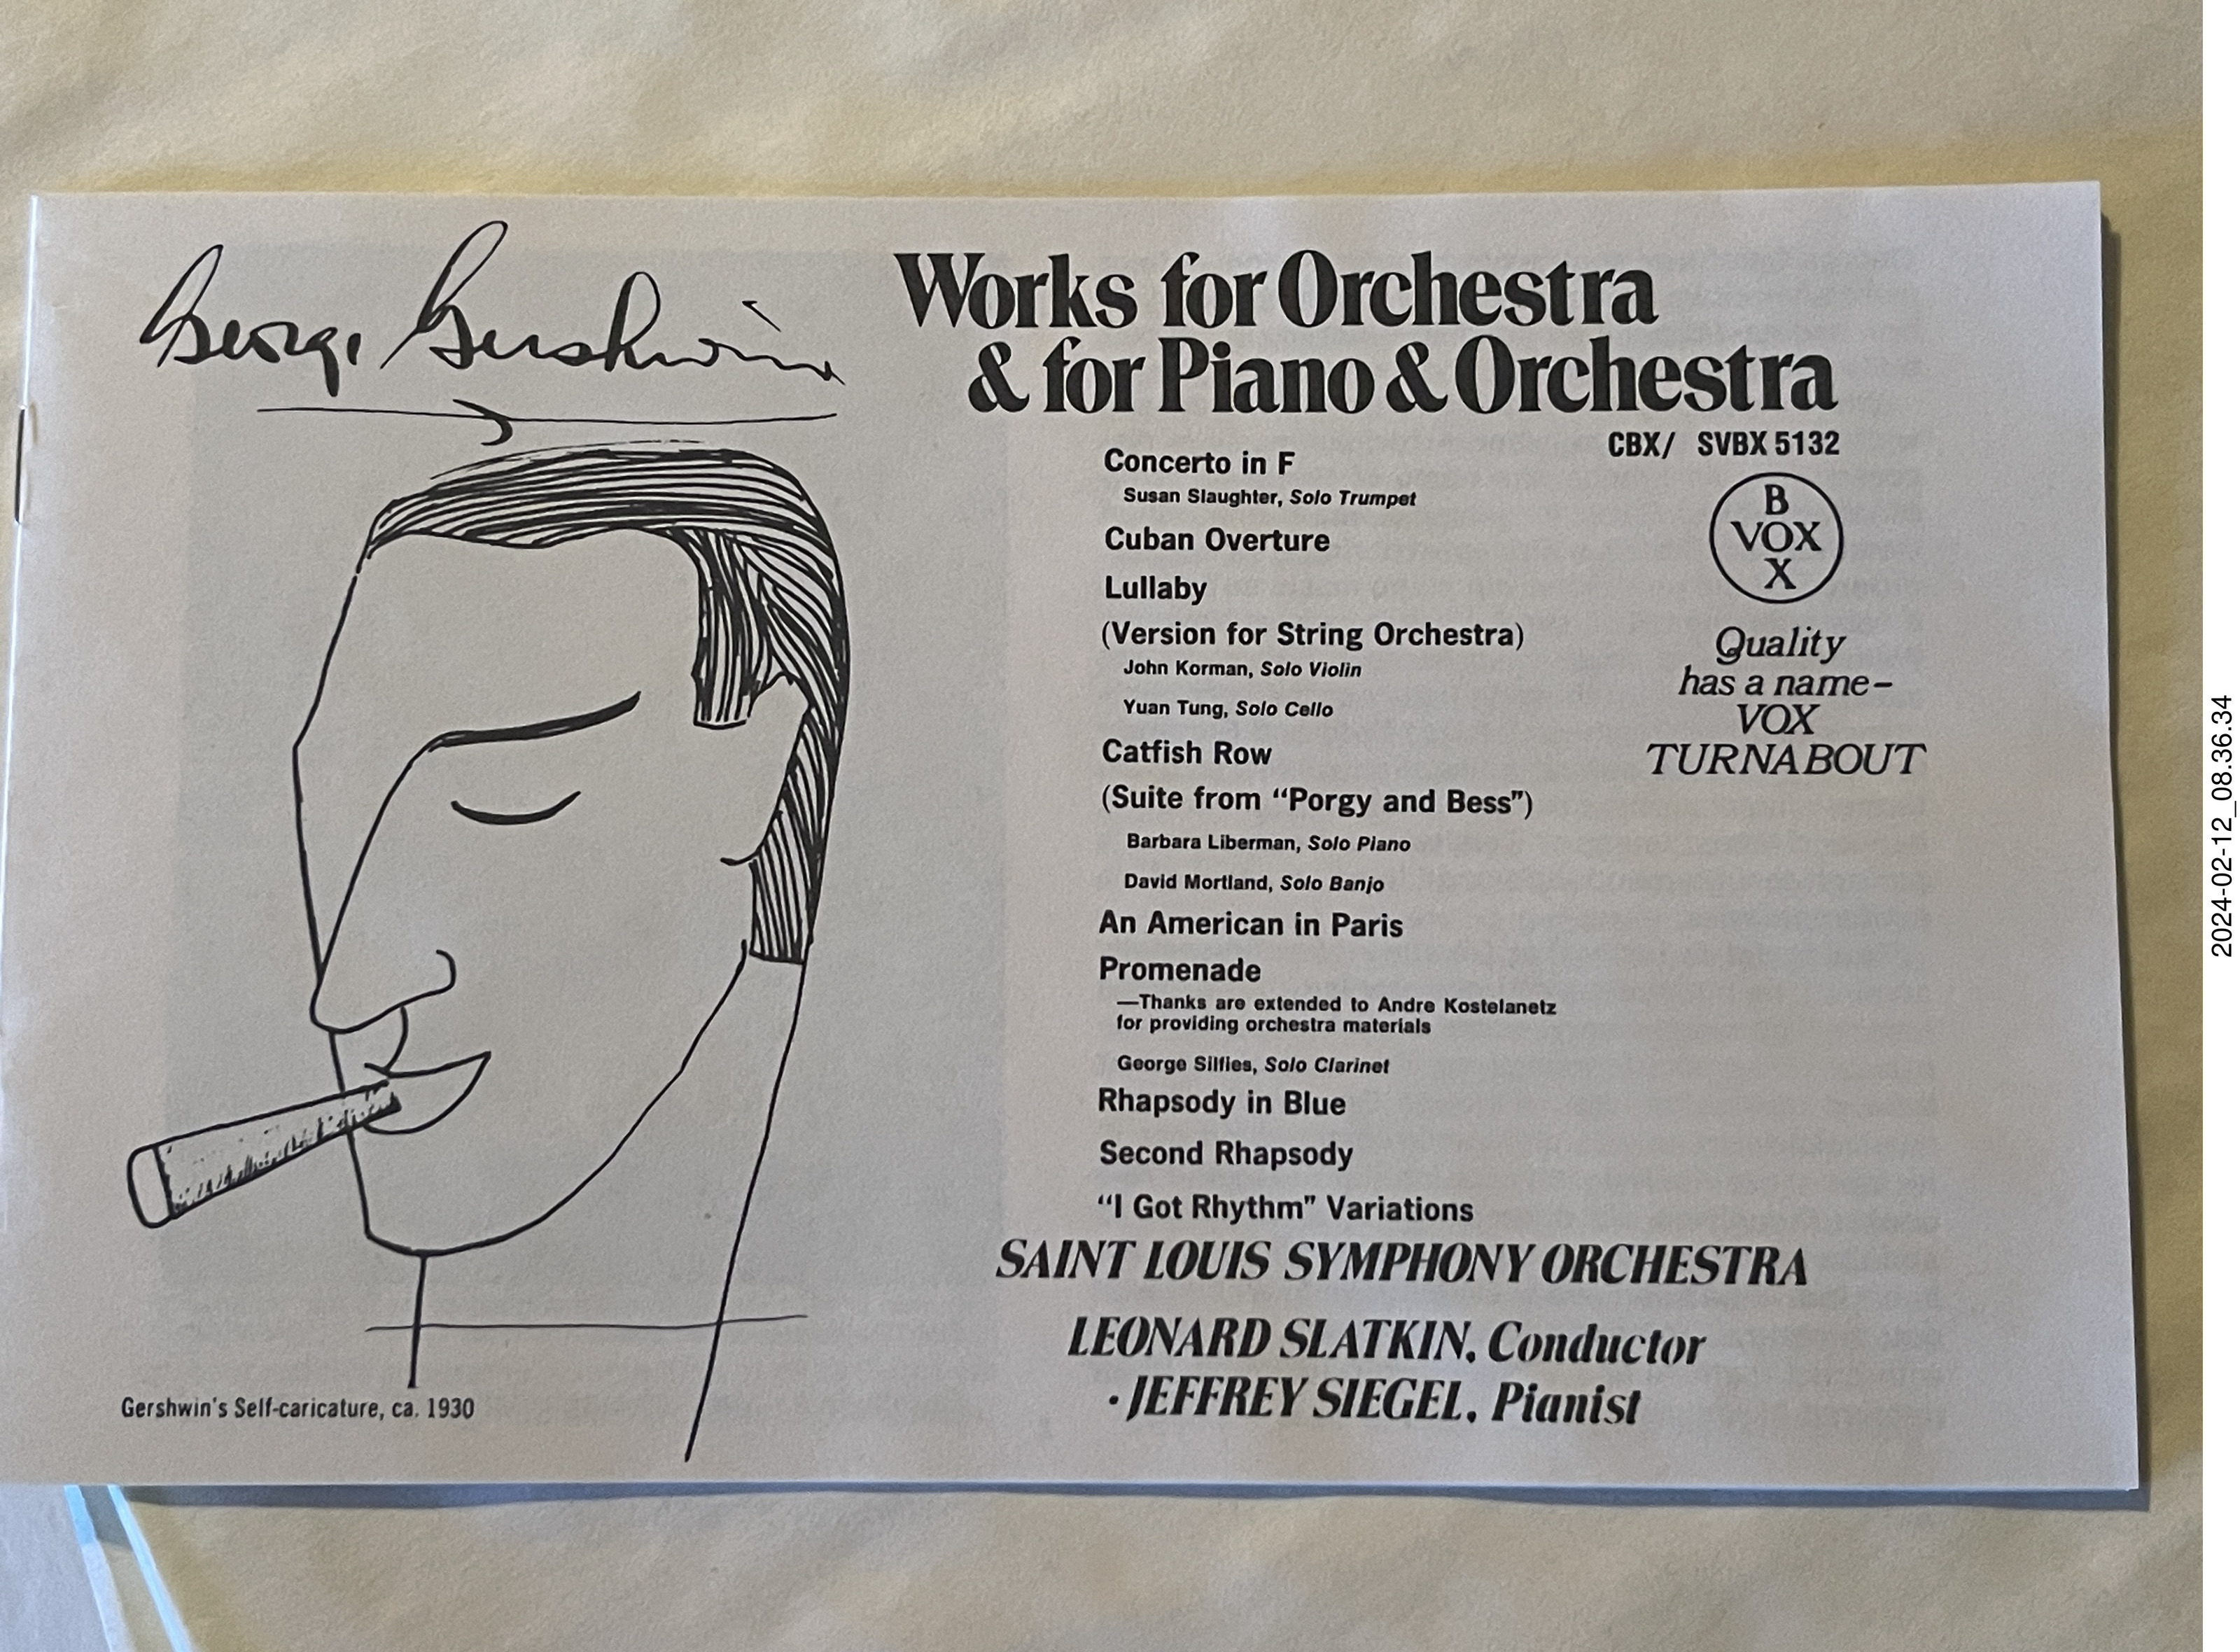 George Gershwin
Works for Orchestra
& for Piano & Orchestra
CBX/ SVBX 5132
Concerto in F
Susan Slaughter, Solo Trumpet
Cuban Overture
Lullaby
(Version for String Orchestra)
John Korman, Solo Violin
Yuan Tung, Solo Cello
Catfish Row
(Suite from “Porgy and Bess”)
Barbara Liberman, Solo Piano
David Mortland, Solo Banjo
An American in Paris
Promenade
—Thanks are extended to Andre Kostelanetz
for providing orchestra materials
George Silfies, Solo Clarinet
Rhapsody in Blue
Second Rhapsody
“I Got Rhythm” Variations
B
VOX
X
Quality
has a name–
VOX
TURNABOUT
SAINT LOUIS SYMPHONY ORCHESTRA
LEONARD SLATKIN, Conductor
· JEFFREY SIEGEL, Pianist
Gershwin's Self-caricature, ca. 1930
2024-02-12_08.36.34